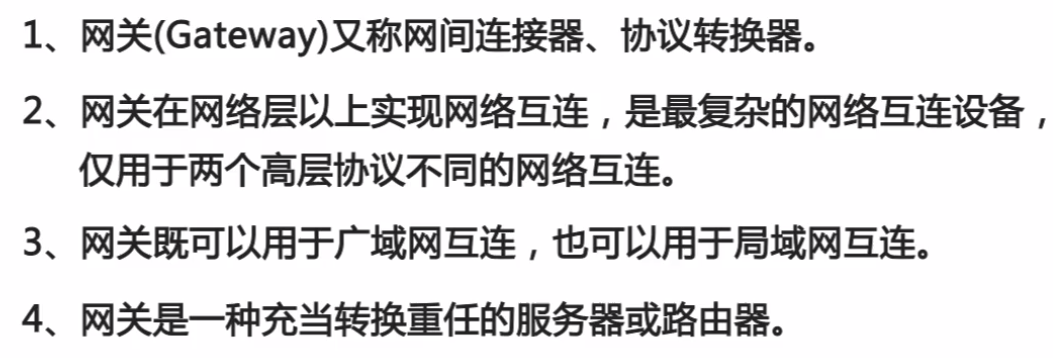 1、网关(Gateway)又称网间连接器、协议转换器。
2、网关在网络层以上实现网络互连，是最复杂的网络互连设备，
仅用于两个高层协议不同的网络互连。
3、网关既可以用于广域网互连，也可以用于局域网互连。
4、网关是一种充当转换重任的服务器或路由器。